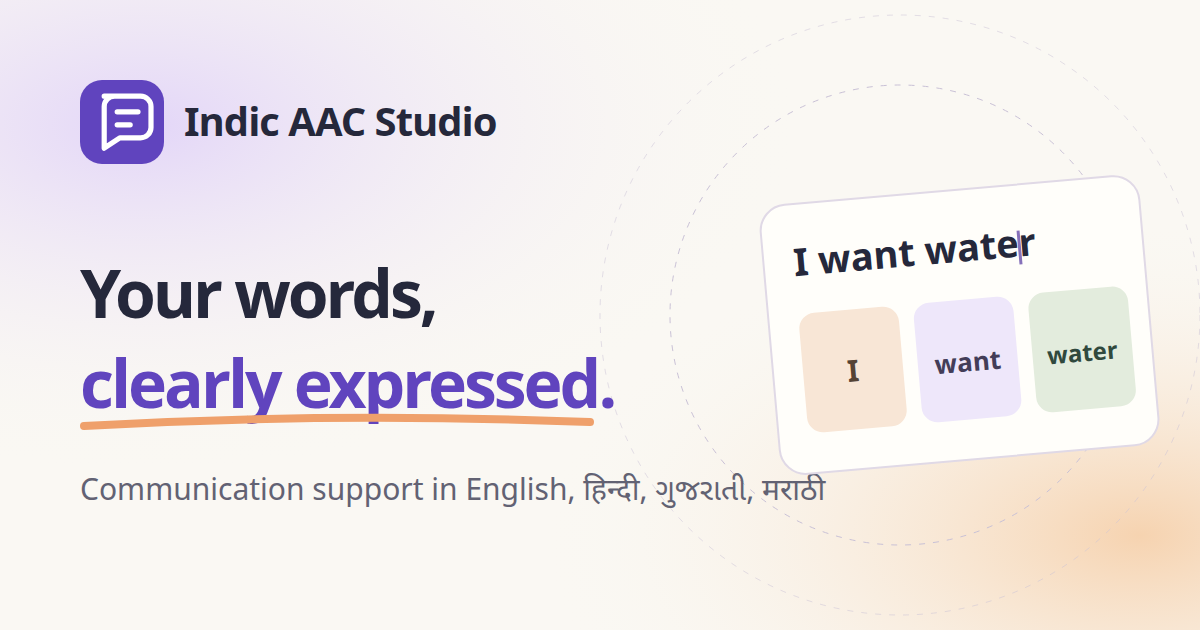 Indic AAC Studio
Your words,
clearly expressed.
Communication support in English, हिन्दी, ગુજરાતી, मराठी
I want water
I
want
water